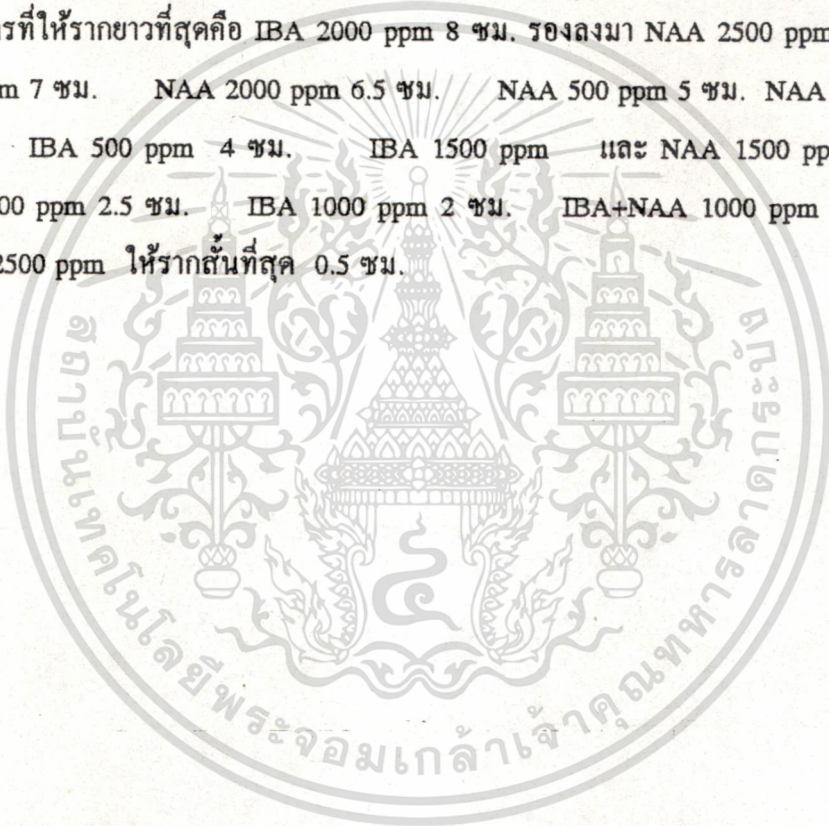 รที่ให้รากยาวที่สุดคือ IBA 2000 ppm 8 ซม. รองลงมา NAA 2500 ppm
m 7 ซม. NAA 2000 ppm 6.5 ซม. NAA 500 ppm 5 ซม. NAA
IBA 500 ppm 4 ซม. IBA 1500 ppm และ NAA 1500 pp
00 ppm 2.5 ซม. IBA 1000 ppm 2 ซม. IBA+NAA 1000 ppm
2500 ppm ให้รากสั้นที่สุด 0.5 ซม.
สถาบันเทคโนโลยีพระจอมเกล้าเจ้าคุณทหารลาดกระบัง